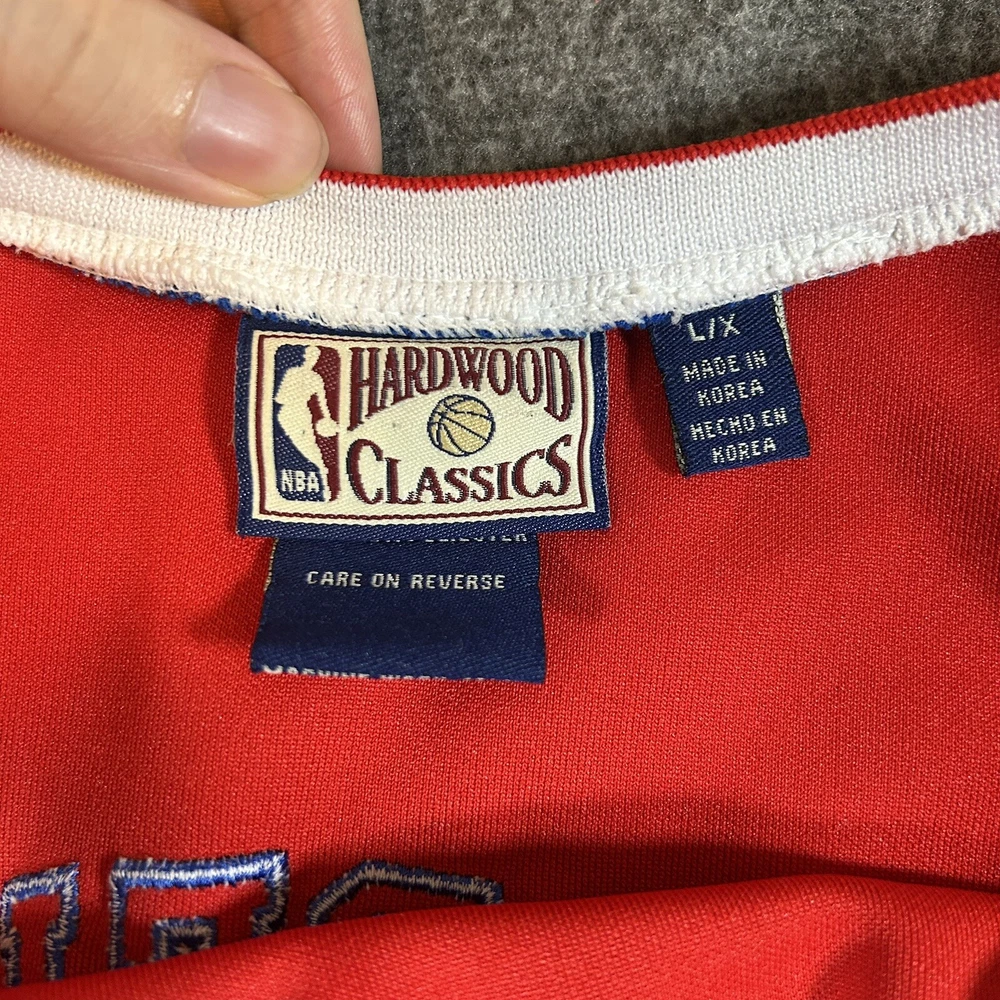 HARDWOOD
CLASSICS
NBA
L/X
MADE IN
KOREA
HECHO EN
KOREA
CARE ON REVERSE